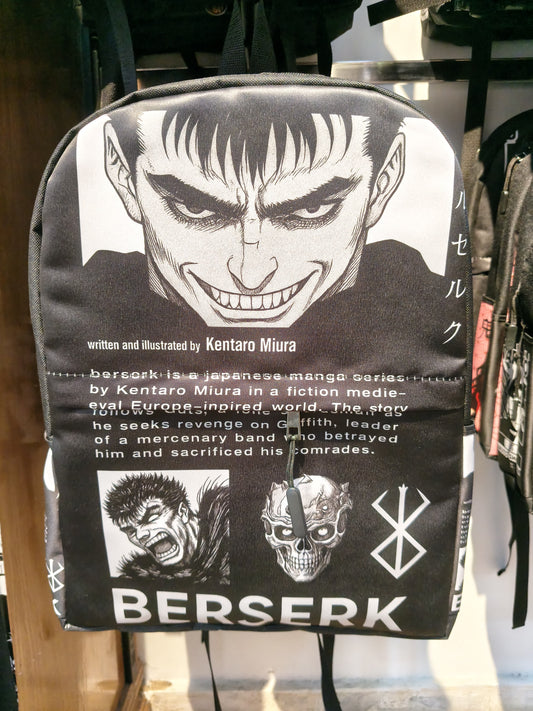 ルセルク
written and illustrated by Kentaro Miura
berserk is a japanese manga series
by Kentaro Miura in a fiction medie-
eval Europe-inpired world. The story
he seeks revenge on Griffith, leader
of a mercenary band who betrayed
him and sacrificed his comrades.
BERSERK